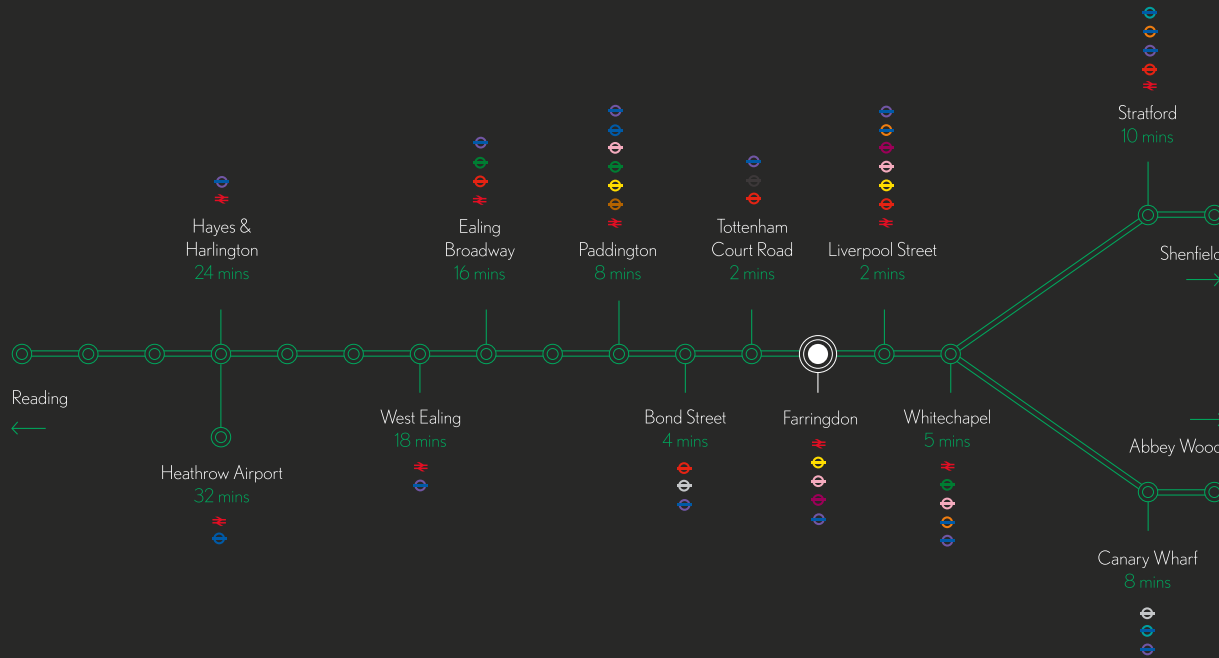 Stratford
10 mins
Hayes &
Harlington
24 mins
Ealing
Broadway
16 mins
Paddington
8 mins
Tottenham
Court Road
2 mins
Liverpool Street
2 mins
Shenfield
Reading
West Ealing
18 mins
Bond Street
4 mins
Farringdon
Whitechapel
5 mins
Abbey Wood
Heathrow Airport
32 mins
Canary Wharf
8 mins